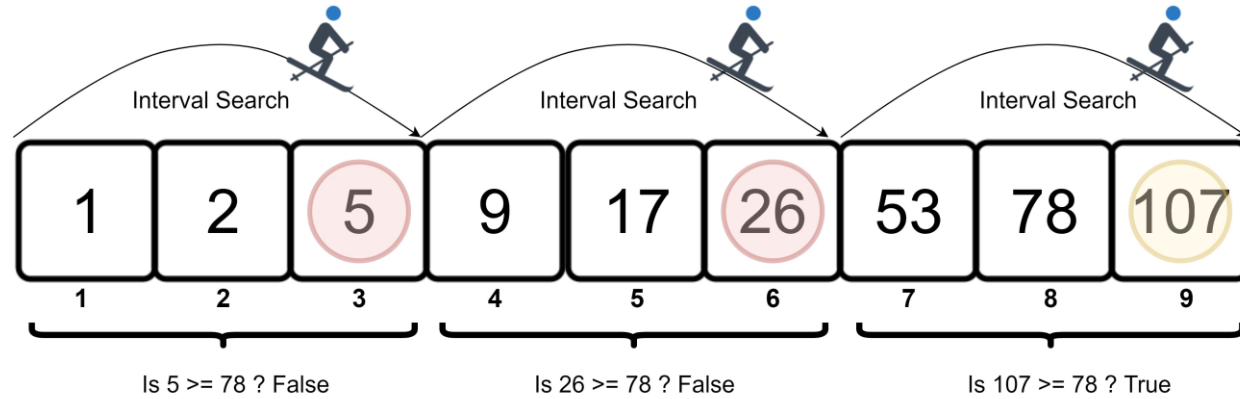 Interval Search Interval Search Interval Search
1 2 5 9 17 26 53 78 107
1 2 3 4 5 6 7 8 9
Is 5 >= 78 ? False Is 26 >= 78 ? False Is 107 >= 78 ? True